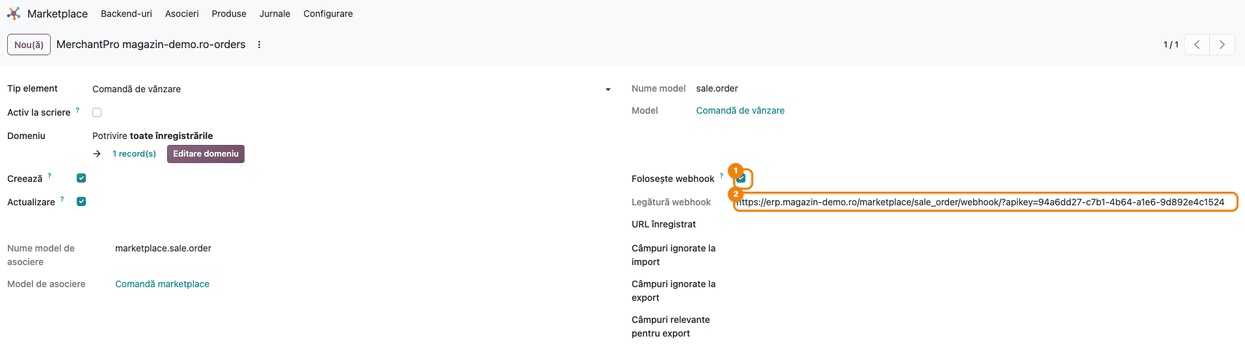 Marketplace Backend-uri Asocieri Produse Jurnale Configurare
Nou(ă) MerchantPro magazin-demo.ro-orders 1 / 1
Tip element Comandă de vânzare
Activ la scriere ?
Domeniu Potrivire toate înregistrările
1 record(s) Editare domeniu
Creează ?
Actualizare ?
Nume model de
asociere marketplace.sale.order
Model de asociere Comandă marketplace
Nume model sale.order
Model Comandă de vânzare
1
Folosește webhook ?
2
Legătură webhook https://erp.magazin-demo.ro/marketplace/sale_order/webhook/?apikey=94a6dd27-c7b1-4b64-a1e6-9d892e4c1524
URL înregistrat
Câmpuri ignorate la
import
Câmpuri ignorate la
export
Câmpuri relevante
pentru export